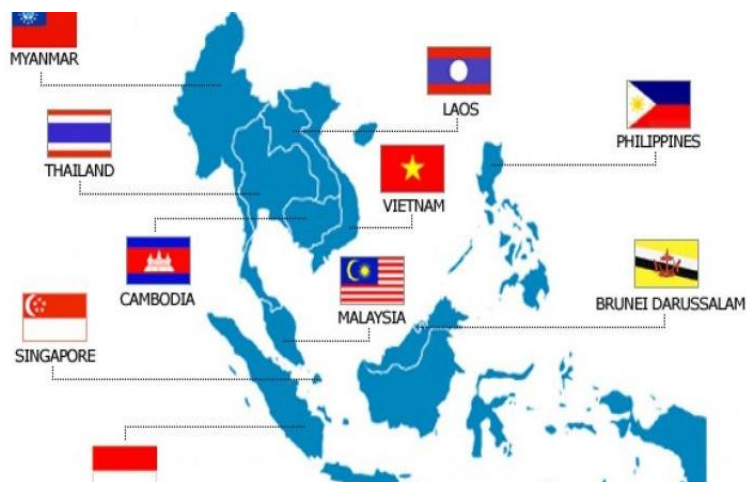 MYANMAR
LAOS
PHILIPPINES
THAILAND
VIETNAM
CAMBODIA
BRUNEI DARUSSALAM
MALAYSIA
SINGAPORE